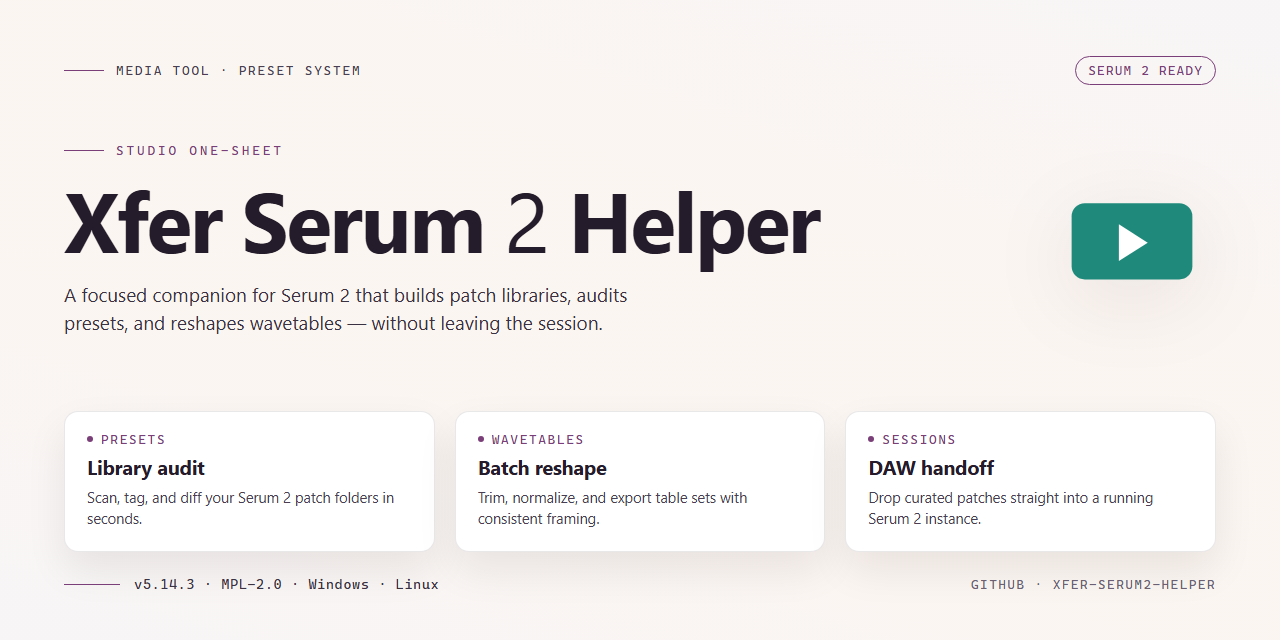 MEDIA TOOL · PRESET SYSTEM
SERUM 2 READY
STUDIO ONE-SHEET
Xfer Serum 2 Helper
A focused companion for Serum 2 that builds patch libraries, audits
presets, and reshapes wavetables — without leaving the session.
PRESETS
Library audit
Scan, tag, and diff your Serum 2 patch folders in
seconds.
WAVETABLES
Batch reshape
Trim, normalize, and export table sets with
consistent framing.
SESSIONS
DAW handoff
Drop curated patches straight into a running
Serum 2 instance.
v5.14.3 · MPL-2.0 · Windows · Linux
GITHUB · XFER-SERUM2-HELPER